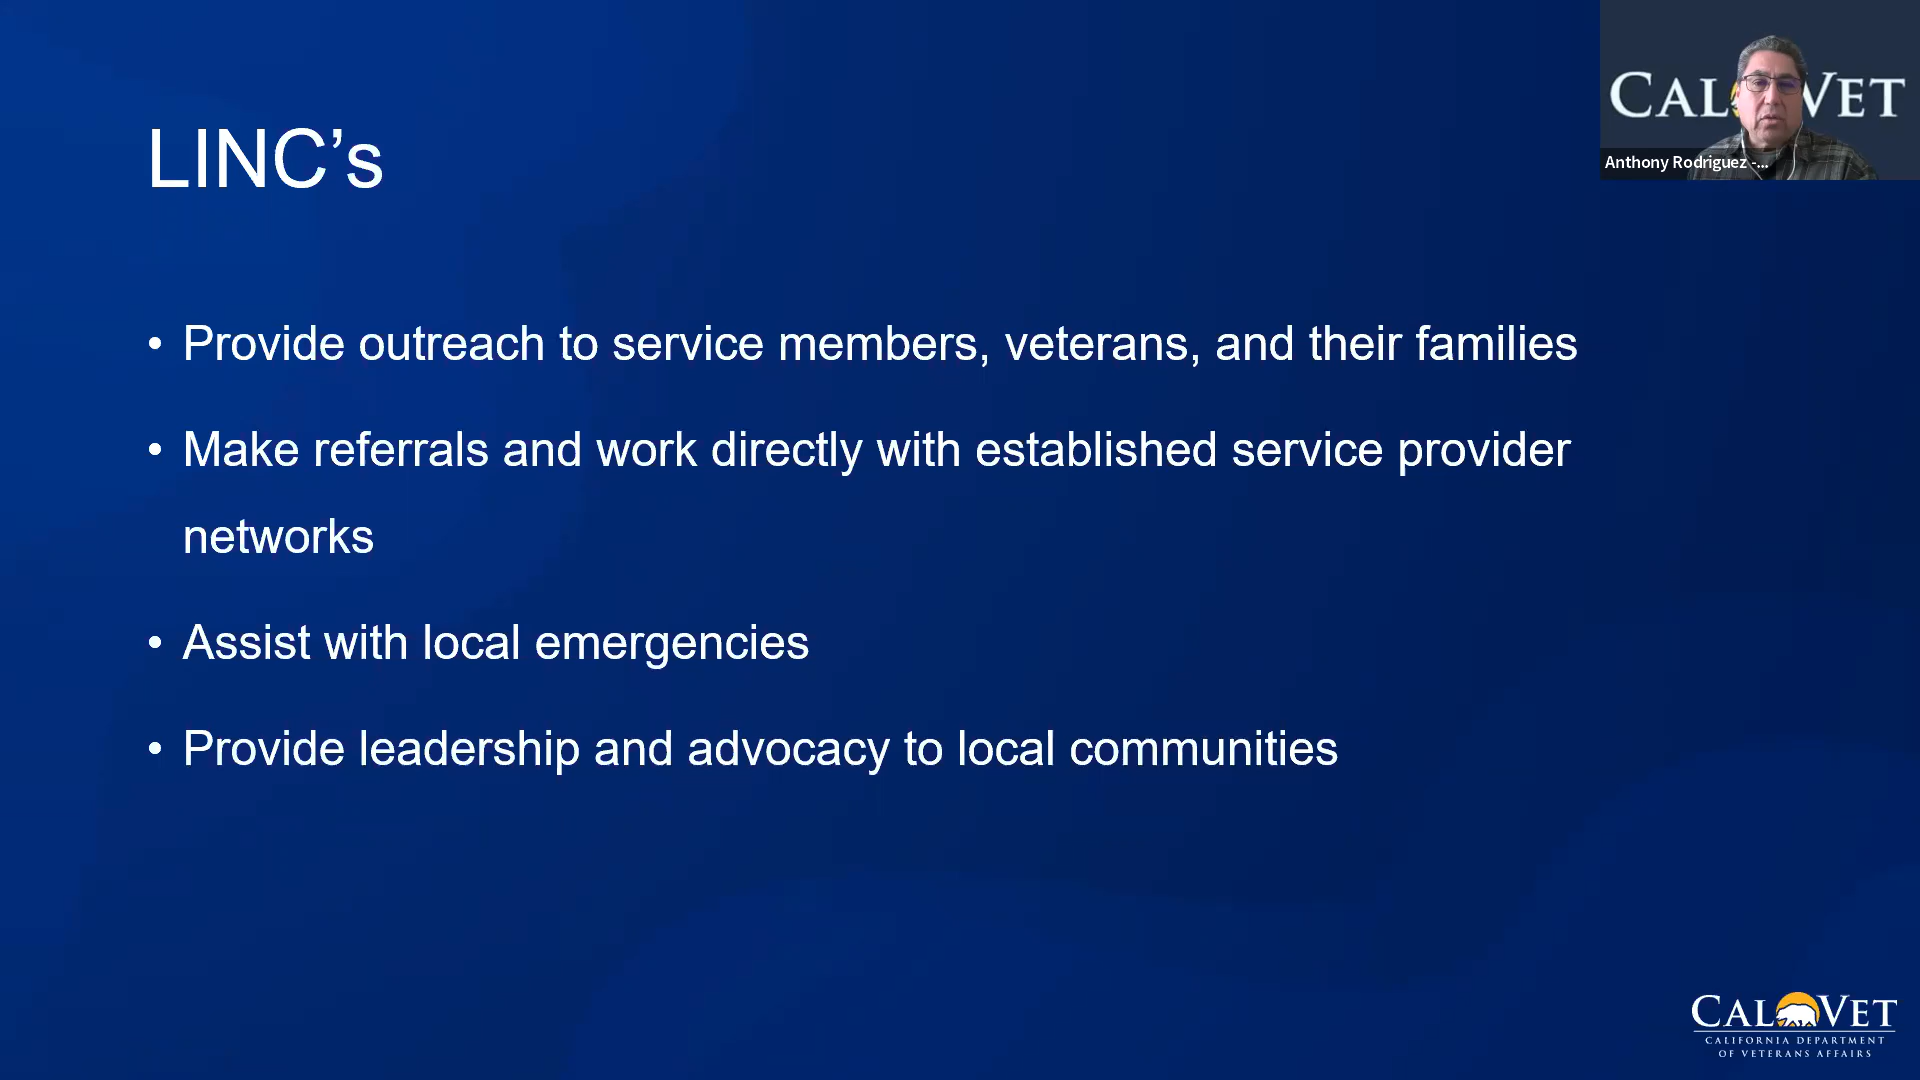 CAL VET
Anthony Rodriguez -...
LINC’s
• Provide outreach to service members, veterans, and their families
• Make referrals and work directly with established service provider
networks
• Assist with local emergencies
• Provide leadership and advocacy to local communities
CAL VET
CALIFORNIA DEPARTMENT
OF VETERANS AFFAIRS